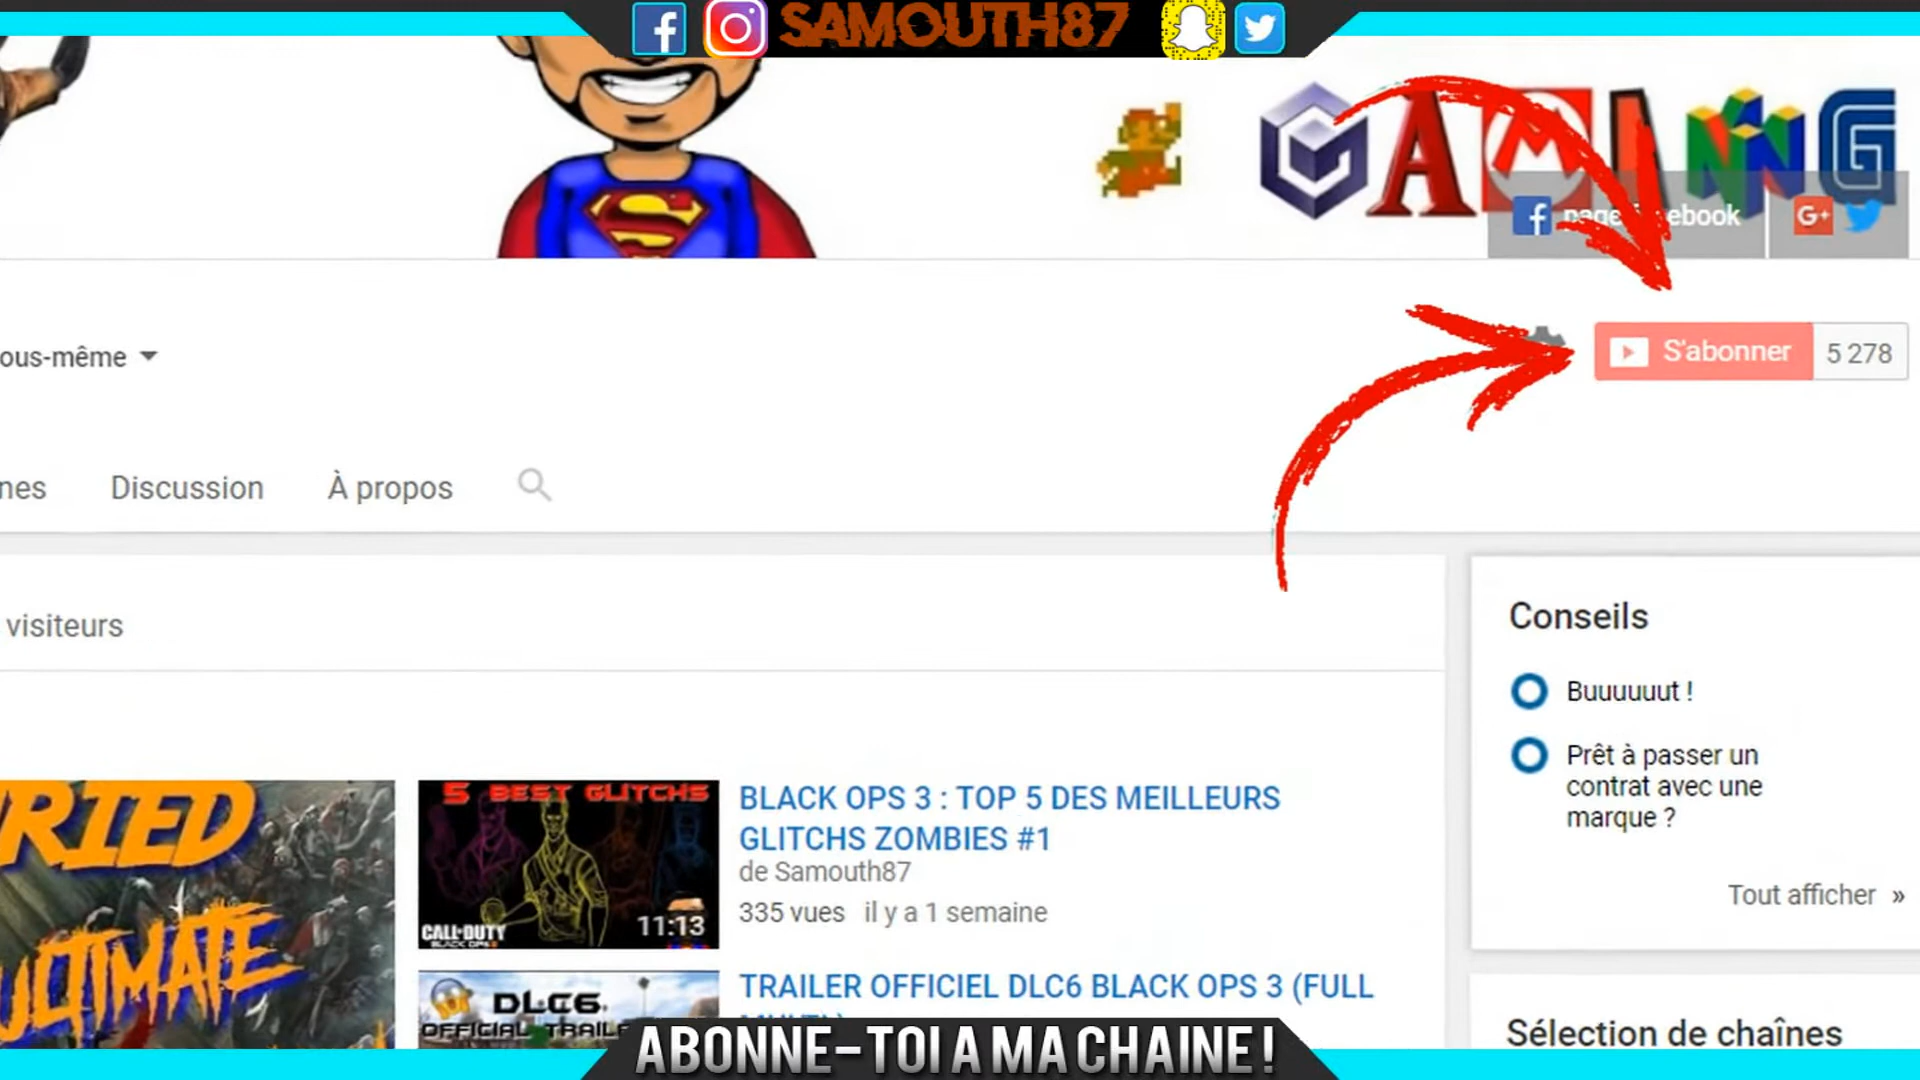 SAMOUTH87
GAMING
page facebook
G+
ous-même
S'abonner
5 278
nes
Discussion
À propos
visiteurs
Conseils
Buuuuuut !
Prêt à passer un
contrat avec une
marque ?
Tout afficher »
RIED
ULTIMATE
5 BEST GLITCHS
CALL OF DUTY
BLACK OPS
11:13
BLACK OPS 3 : TOP 5 DES MEILLEURS
GLITCHS ZOMBIES #1
de Samouth87
335 vues il y a 1 semaine
DLC6
OFFICIAL TRAILE
TRAILER OFFICIEL DLC6 BLACK OPS 3 (FULL
Sélection de chaînes
ABONNE-TOI A MA CHAINE !